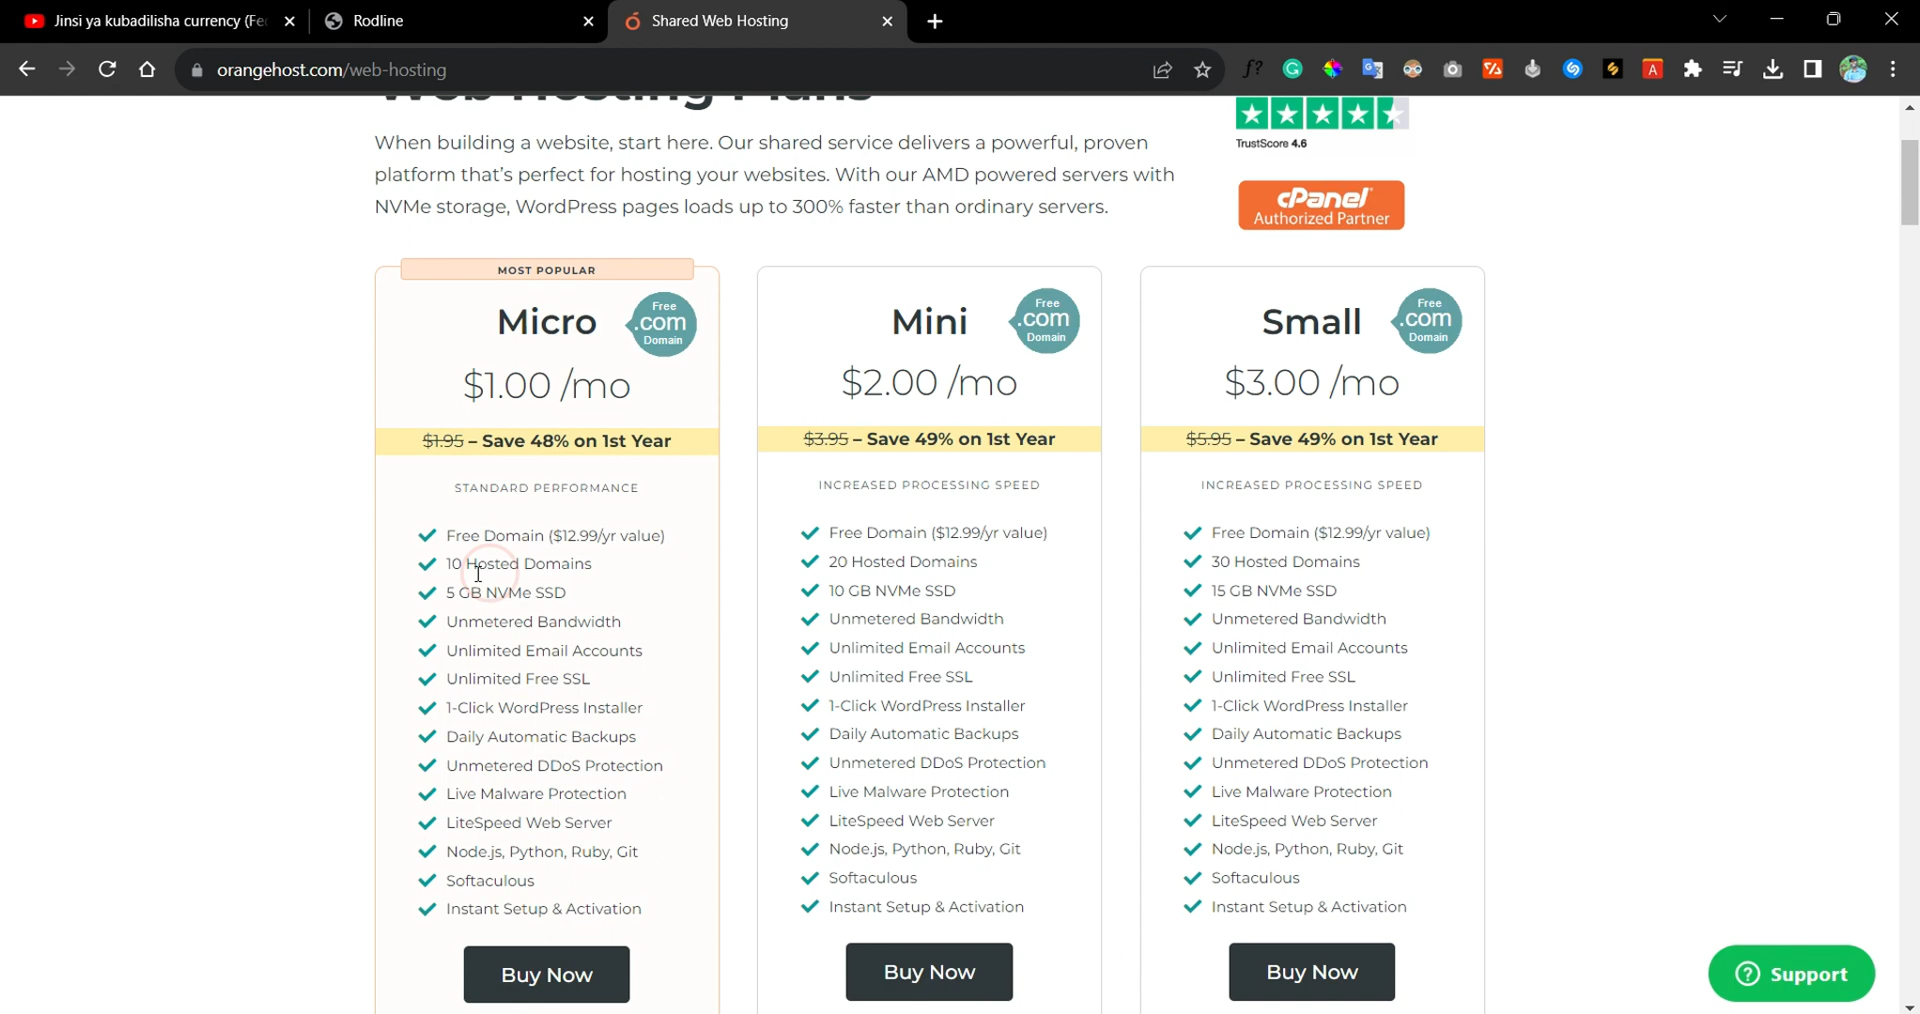 Jinsi ya kubadilisha currency (Fee
Rodline
Shared Web Hosting
orangehost.com/web-hosting
Web Hosting Plans
When building a website, start here. Our shared service delivers a powerful, proven
platform that's perfect for hosting your websites. With our AMD powered servers with
NVMe storage, WordPress pages loads up to 300% faster than ordinary servers.
TrustScore 4.6
cPanel
Authorized Partner
MOST POPULAR
Micro
Free
.com
Domain
$1.00 /mo
$1.95 – Save 48% on 1st Year
STANDARD PERFORMANCE
Free Domain ($12.99/yr value)
10 Hosted Domains
5 GB NVMe SSD
Unmetered Bandwidth
Unlimited Email Accounts
Unlimited Free SSL
1-Click WordPress Installer
Daily Automatic Backups
Unmetered DDoS Protection
Live Malware Protection
LiteSpeed Web Server
Node.js, Python, Ruby, Git
Softaculous
Instant Setup & Activation
Buy Now
Mini
Free
.com
Domain
$2.00 /mo
$3.95 – Save 49% on 1st Year
INCREASED PROCESSING SPEED
Free Domain ($12.99/yr value)
20 Hosted Domains
10 GB NVMe SSD
Unmetered Bandwidth
Unlimited Email Accounts
Unlimited Free SSL
1-Click WordPress Installer
Daily Automatic Backups
Unmetered DDoS Protection
Live Malware Protection
LiteSpeed Web Server
Node.js, Python, Ruby, Git
Softaculous
Instant Setup & Activation
Buy Now
Small
Free
.com
Domain
$3.00 /mo
$5.95 – Save 49% on 1st Year
INCREASED PROCESSING SPEED
Free Domain ($12.99/yr value)
30 Hosted Domains
15 GB NVMe SSD
Unmetered Bandwidth
Unlimited Email Accounts
Unlimited Free SSL
1-Click WordPress Installer
Daily Automatic Backups
Unmetered DDoS Protection
Live Malware Protection
LiteSpeed Web Server
Node.js, Python, Ruby, Git
Softaculous
Instant Setup & Activation
Buy Now
Support